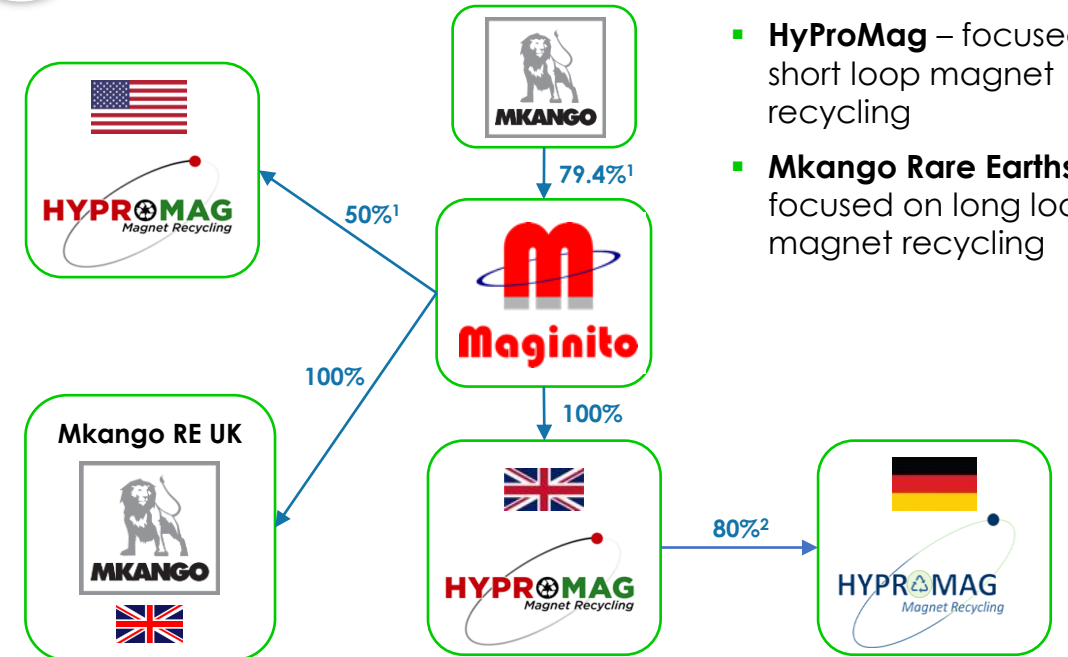 MKANGO
HYPROMAG
Magnet Recycling
79.4%¹
50%¹
Maginito
100%
100%
Mkango RE UK
MKANGO
HYPROMAG
Magnet Recycling
80%²
HYPROMAG
Magnet Recycling
▪ HyProMag – focused
short loop magnet
recycling
▪ Mkango Rare Earths
focused on long loo
magnet recycling